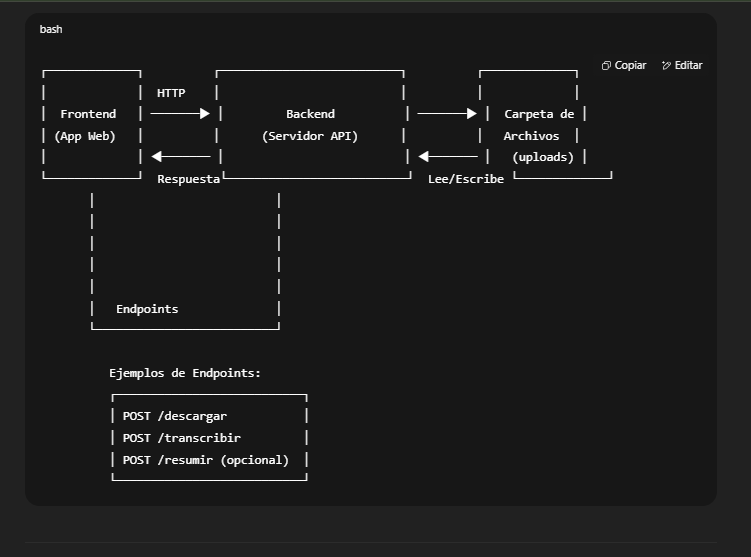 bash
Copiar Editar
HTTP
Frontend Backend Carpeta de
(App Web) (Servidor API) Archivos
(uploads)
Respuesta Lee/Escribe
Endpoints
Ejemplos de Endpoints:
POST /descargar
POST /transcribir
POST /resumir (opcional)